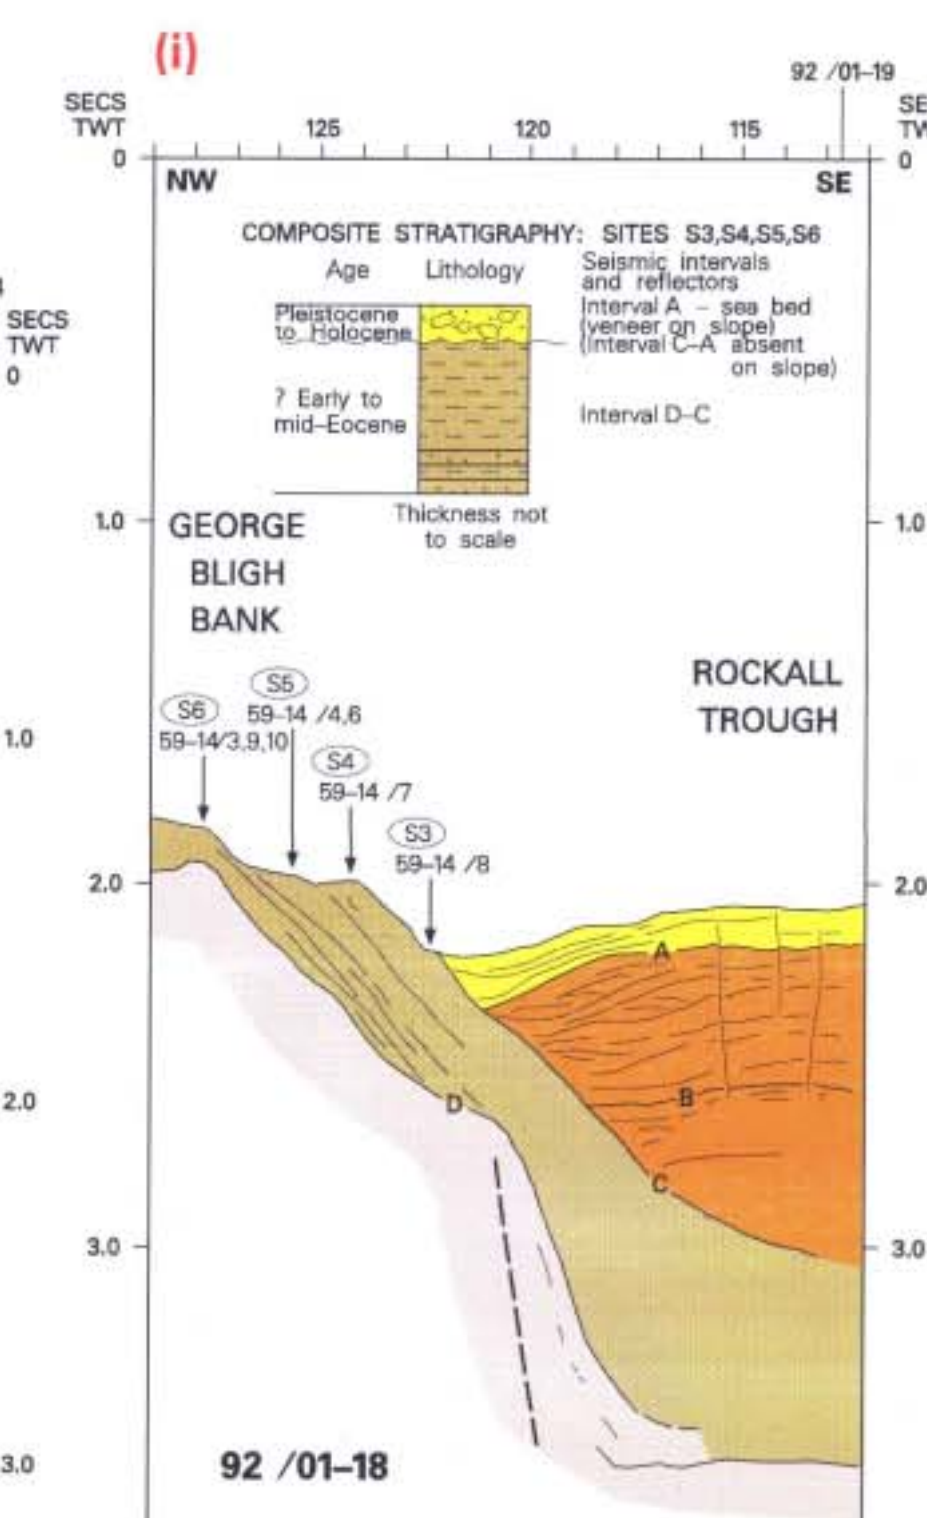 (i)
92 /01–19
SECS
TWT
125 120 115
SE
TW
0
0
NW
SE
COMPOSITE STRATIGRAPHY: SITES S3,S4,S5,S6
Age Lithology Seismic intervals
and reflectors
Pleistocene
to Holocene
Interval A – sea bed
(veneer on slope)
(Interval C–A absent
on slope)
? Early to
mid–Eocene
Interval D–C
Thickness not
to scale
SECS
TWT
0
1.0
1.0
GEORGE
BLIGH
BANK
ROCKALL
TROUGH
1.0
S6
59–14/3,9,10
S5
59–14 /4,6
S4
59–14 /7
S3
59–14 /8
2.0
2.0
A
B
C
D
2.0
3.0
3.0
3.0
92 /01–18